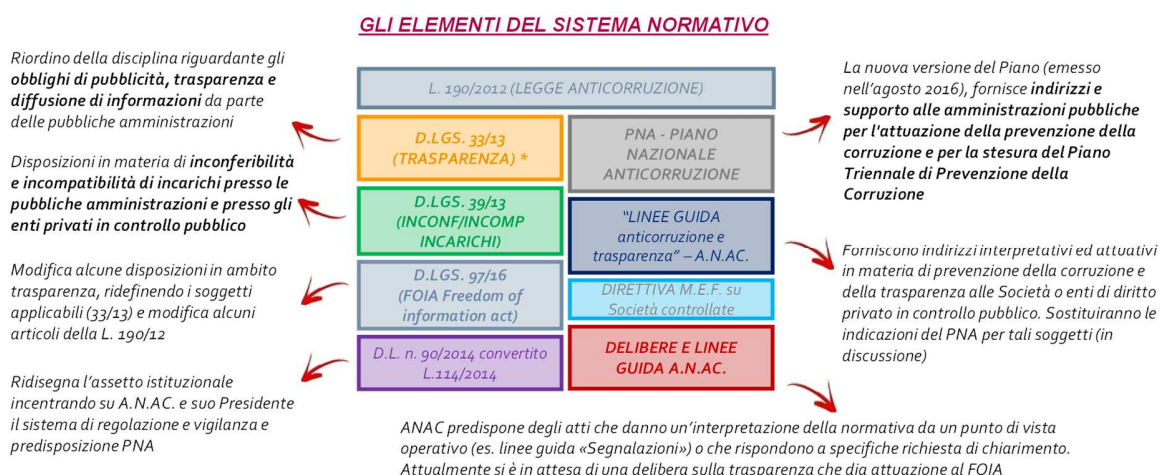 GLI ELEMENTI DEL SISTEMA NORMATIVO
Riordino della disciplina riguardante gli
obblighi di pubblicità, trasparenza e
diffusione di informazioni da parte
delle pubbliche amministrazioni
Disposizioni in materia di inconferibilità
e incompatibilità di incarichi presso le
pubbliche amministrazioni e presso gli
enti privati in controllo pubblico
Modifica alcune disposizioni in ambito
trasparenza, ridefinendo i soggetti
applicabili (33/13) e modifica alcuni
articoli della L. 190/12
Ridisegna l'assetto istituzionale
incentrando su A.N.AC. e suo Presidente
il sistema di regolazione e vigilanza e
predisposizione PNA
L. 190/2012 (LEGGE ANTICORRUZIONE)
D.LGS. 33/13
(TRASPARENZA) *
D.LGS. 39/13
(INCONF/INCOMP
INCARICHI)
D.LGS. 97/16
(FOIA Freedom of
information act)
D.L. n. 90/2014 convertito
L.114/2014
PNA - PIANO
NAZIONALE
ANTICORRUZIONE
"LINEE GUIDA
anticorruzione e
trasparenza" – A.N.AC.
DIRETTIVA M.E.F. su
Società controllate
DELIBERE E LINEE
GUIDA A.N.AC.
La nuova versione del Piano (emesso
nell'agosto 2016), fornisce indirizzi e
supporto alle amministrazioni pubbliche
per l'attuazione della prevenzione della
corruzione e per la stesura del Piano
Triennale di Prevenzione della
Corruzione
Forniscono indirizzi interpretativi ed attuativi
in materia di prevenzione della corruzione e
della trasparenza alle Società o enti di diritto
privato in controllo pubblico. Sostituiranno le
indicazioni del PNA per tali soggetti (in
discussione)
ANAC predispone degli atti che danno un'interpretazione della normativa da un punto di vista
operativo (es. linee guida «Segnalazioni») o che rispondono a specifiche richiesta di chiarimento.
Attualmente si è in attesa di una delibera sulla trasparenza che dia attuazione al FOIA